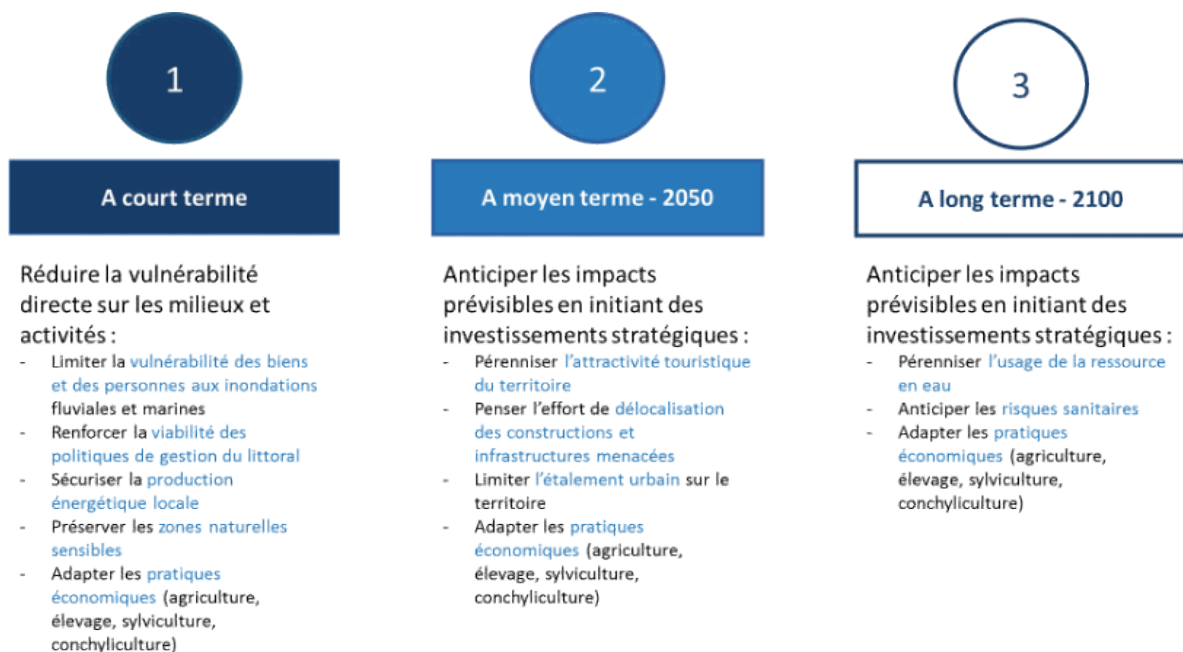 1
A court terme
Réduire la vulnérabilité
directe sur les milieux et
activités :
- Limiter la vulnérabilité des biens
et des personnes aux inondations
fluviales et marines
- Renforcer la viabilité des
politiques de gestion du littoral
- Sécuriser la production
énergétique locale
- Préserver les zones naturelles
sensibles
- Adapter les pratiques
économiques (agriculture,
élevage, sylviculture,
conchyliculture)
2
A moyen terme - 2050
Anticiper les impacts
prévisibles en initiant des
investissements stratégiques :
- Pérenniser l'attractivité touristique
du territoire
- Penser l'effort de délocalisation
des constructions et
infrastructures menacées
- Limiter l'étalement urbain sur le
territoire
- Adapter les pratiques
économiques (agriculture,
élevage, sylviculture,
conchyliculture)
3
A long terme - 2100
Anticiper les impacts
prévisibles en initiant des
investissements stratégiques :
- Pérenniser l'usage de la ressource
en eau
- Anticiper les risques sanitaires
- Adapter les pratiques
économiques (agriculture,
élevage, sylviculture,
conchyliculture)